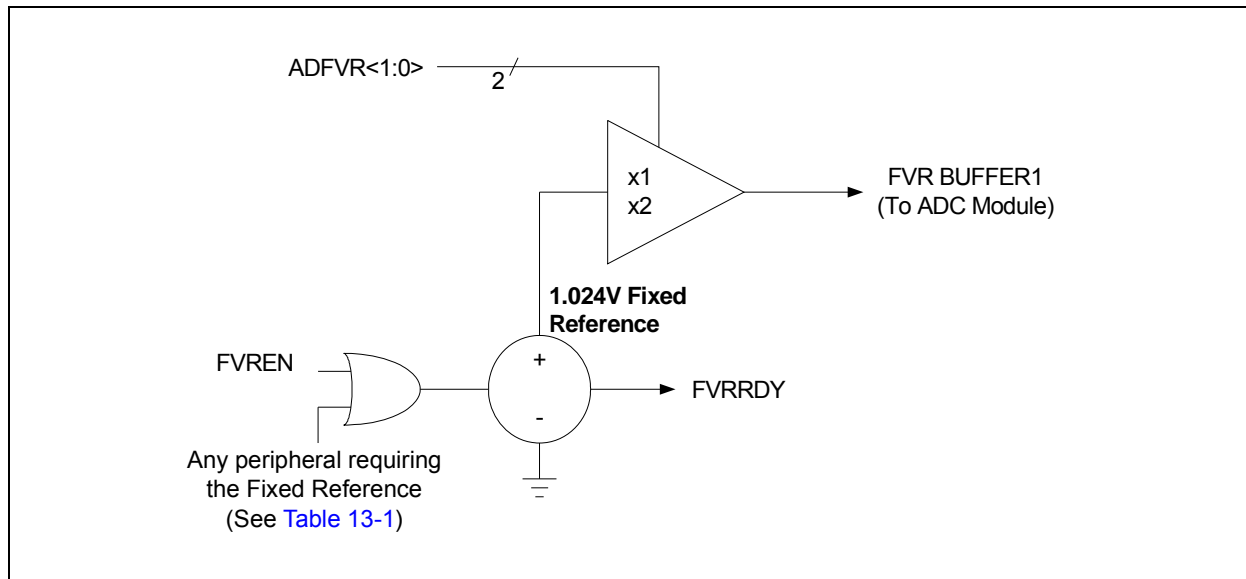 ADFVR<1:0>
2
x1
x2
FVR BUFFER1
(To ADC Module)
1.024V Fixed
Reference
FVREN
+
-
FVRRDY
Any peripheral requiring
the Fixed Reference
(See Table 13-1)